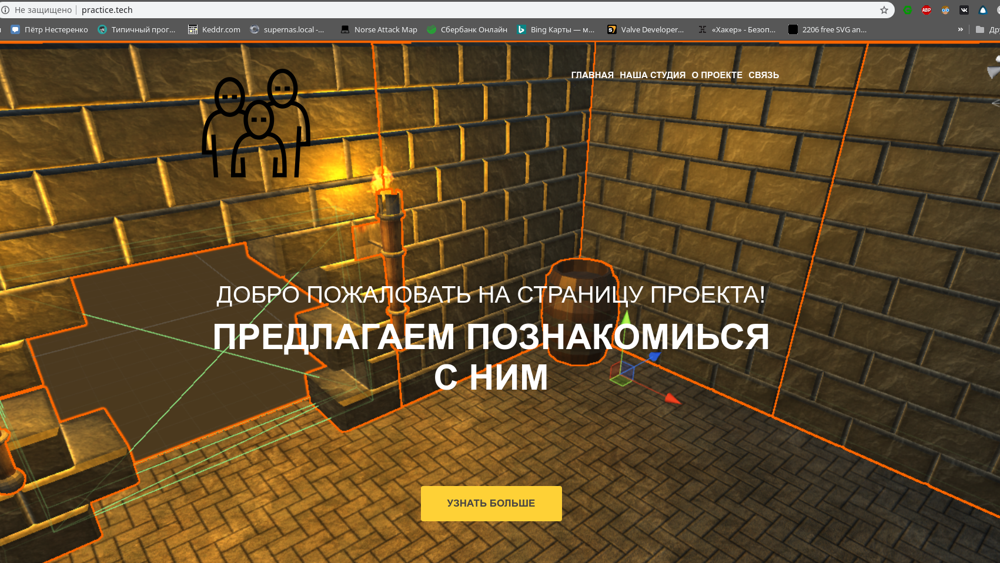 Не защищено practice.tech
ABP
Пётр Нестеренко Типичный прог... Keddr.com supernas.local -... Norse Attack Map Сбербанк Онлайн Bing Карты — м... Valve Developer... «Хакер» - Безоп... 2206 free SVG an... » Др
ГЛАВНАЯ НАША СТУДИЯ О ПРОЕКТЕ СВЯЗЬ
ДОБРО ПОЖАЛОВАТЬ НА СТРАНИЦУ ПРОЕКТА!
ПРЕДЛАГАЕМ ПОЗНАКОМИЬСЯ
С НИМ
УЗНАТЬ БОЛЬШЕ